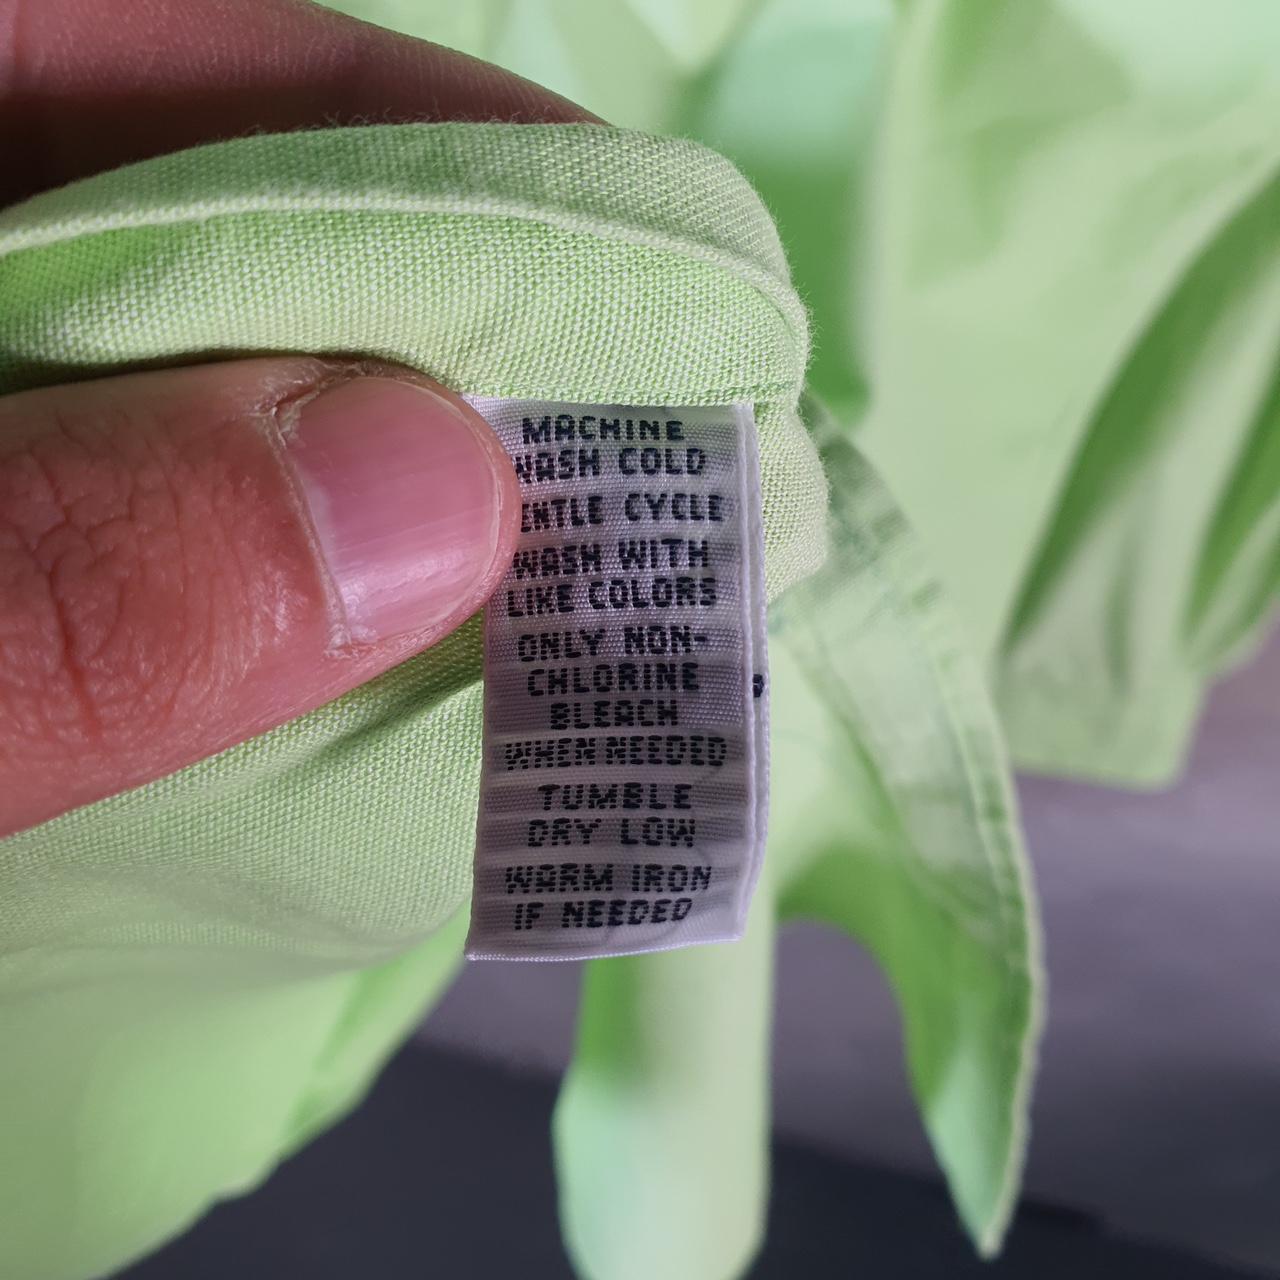 MACHINE
WASH COLD
ENTLE CYCLE
WASH WITH
LIKE COLORS
ONLY NON-
CHLORINE
BLEACH
WHEN NEEDED
TUMBLE
DRY LOW
WARM IRON
IF NEEDED